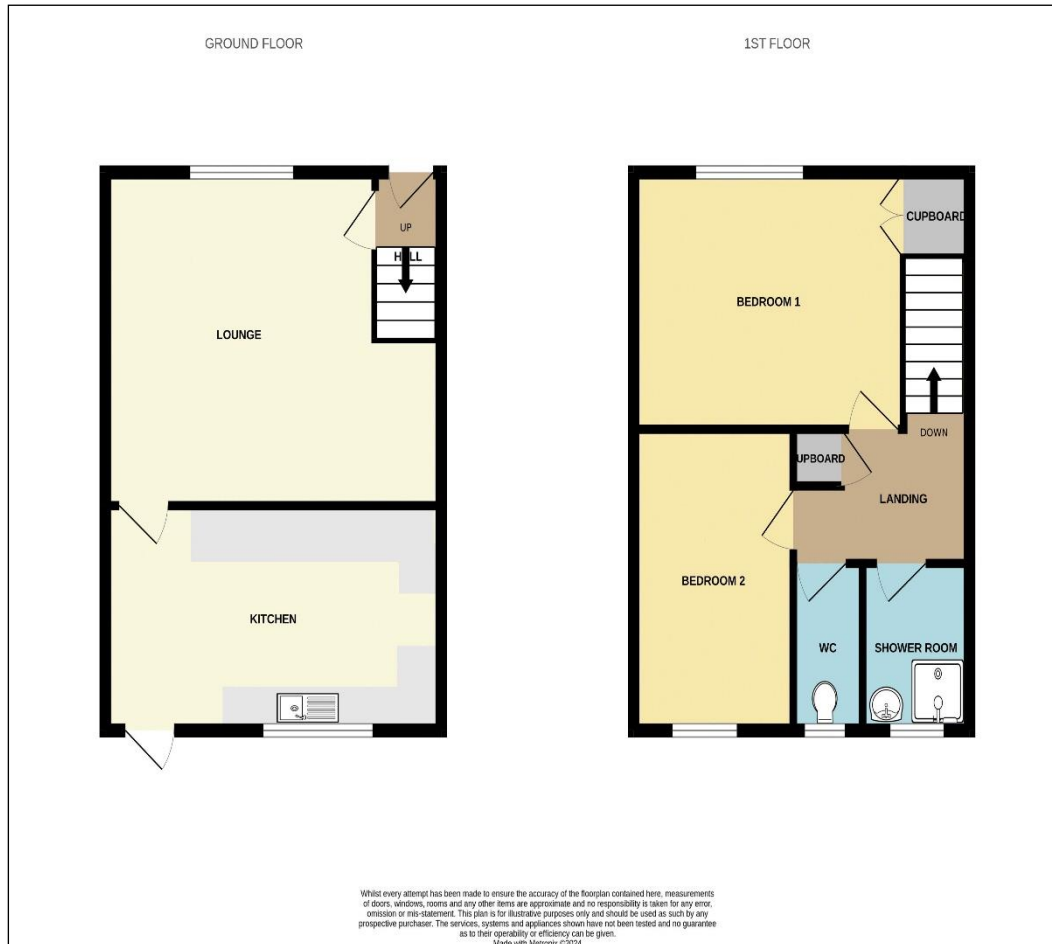 GROUND FLOOR
1ST FLOOR
UP
HALL
LOUNGE
KITCHEN
CUPBOARD
BEDROOM 1
DOWN
UPBOARD
LANDING
BEDROOM 2
WC
SHOWER ROOM
Whilst every attempt has been made to ensure the accuracy of the floorplan contained here, measurements
of doors, windows, rooms and any other items are approximate and no responsibility is taken for any error,
omission or mis-statement. This plan is for illustrative purposes only and should be used as such by any
prospective purchaser. The services, systems and appliances shown have not been tested and no guarantee
as to their operability or efficiency can be given.
Made with Metropix ©2024